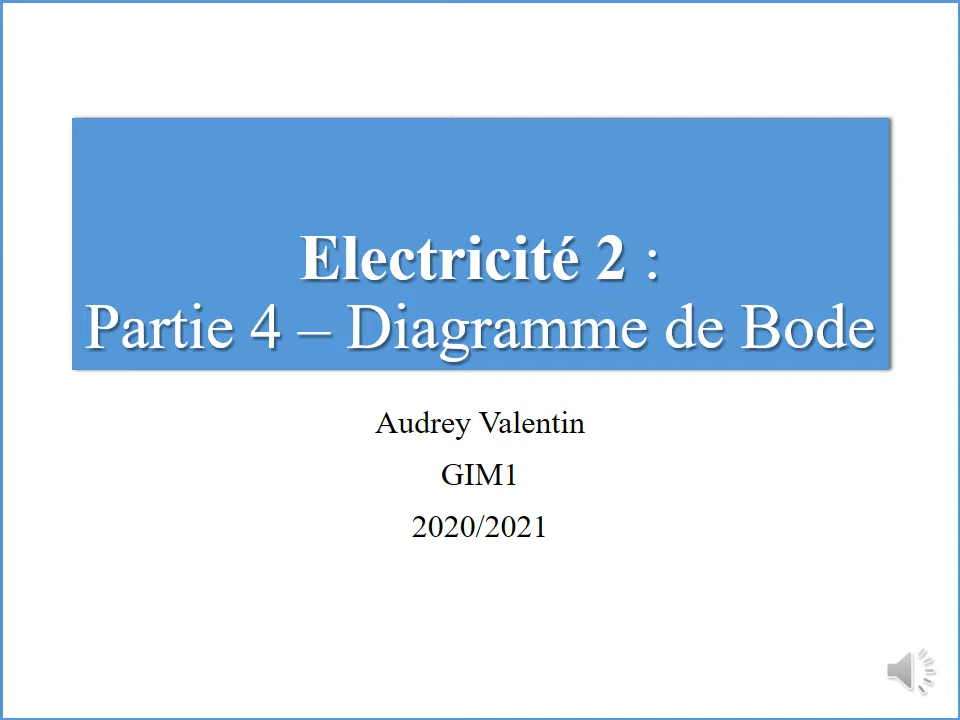 Electricité 2 :
Partie 4 – Diagramme de Bode
Audrey Valentin
GIM1
2020/2021